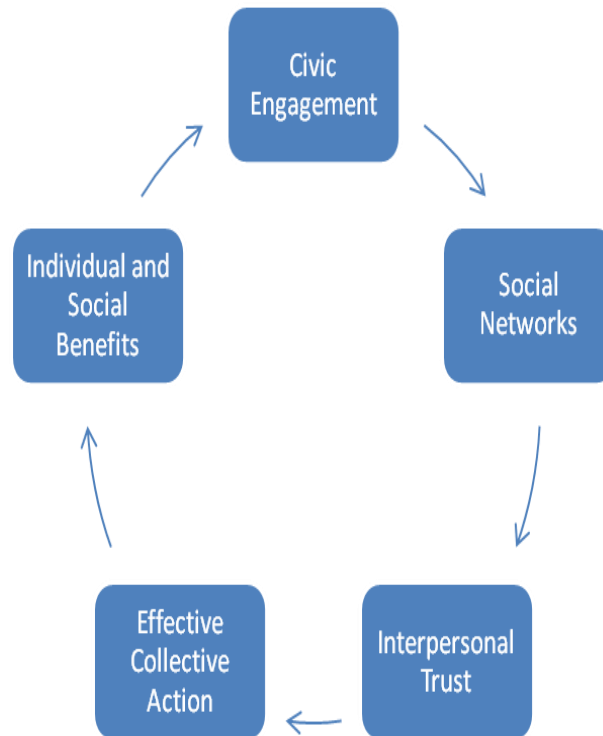 Civic
Engagement
Social
Networks
Interpersonal
Trust
Effective
Collective
Action
Individual and
Social
Benefits